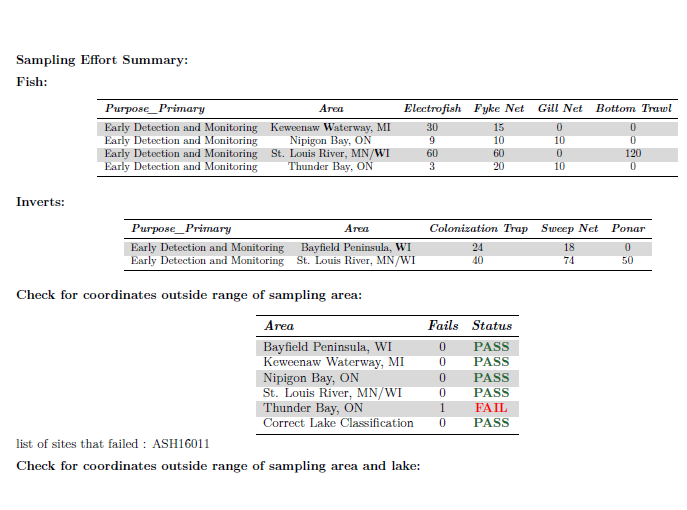 Sampling Effort Summary:
Fish:
Purpose_Primary Area Electrofish Fyke Net Gill Net Bottom Trawl
Early Detection and Monitoring Keweenaw Waterway, MI 30 15 0 0
Early Detection and Monitoring Nipigon Bay, ON 9 10 10 0
Early Detection and Monitoring St. Louis River, MN/WI 60 60 0 120
Early Detection and Monitoring Thunder Bay, ON 3 20 10 0
Inverts:
Purpose_Primary Area Colonization Trap Sweep Net Ponar
Early Detection and Monitoring Bayfield Peninsula, WI 24 18 0
Early Detection and Monitoring St. Louis River, MN/WI 40 74 50
Check for coordinates outside range of sampling area:
Area Fails Status
Bayfield Peninsula, WI 0 PASS
Keweenaw Waterway, MI 0 PASS
Nipigon Bay, ON 0 PASS
St. Louis River, MN/WI 0 PASS
Thunder Bay, ON 1 FAIL
Correct Lake Classification 0 PASS
list of sites that failed : ASH16011
Check for coordinates outside range of sampling area and lake: